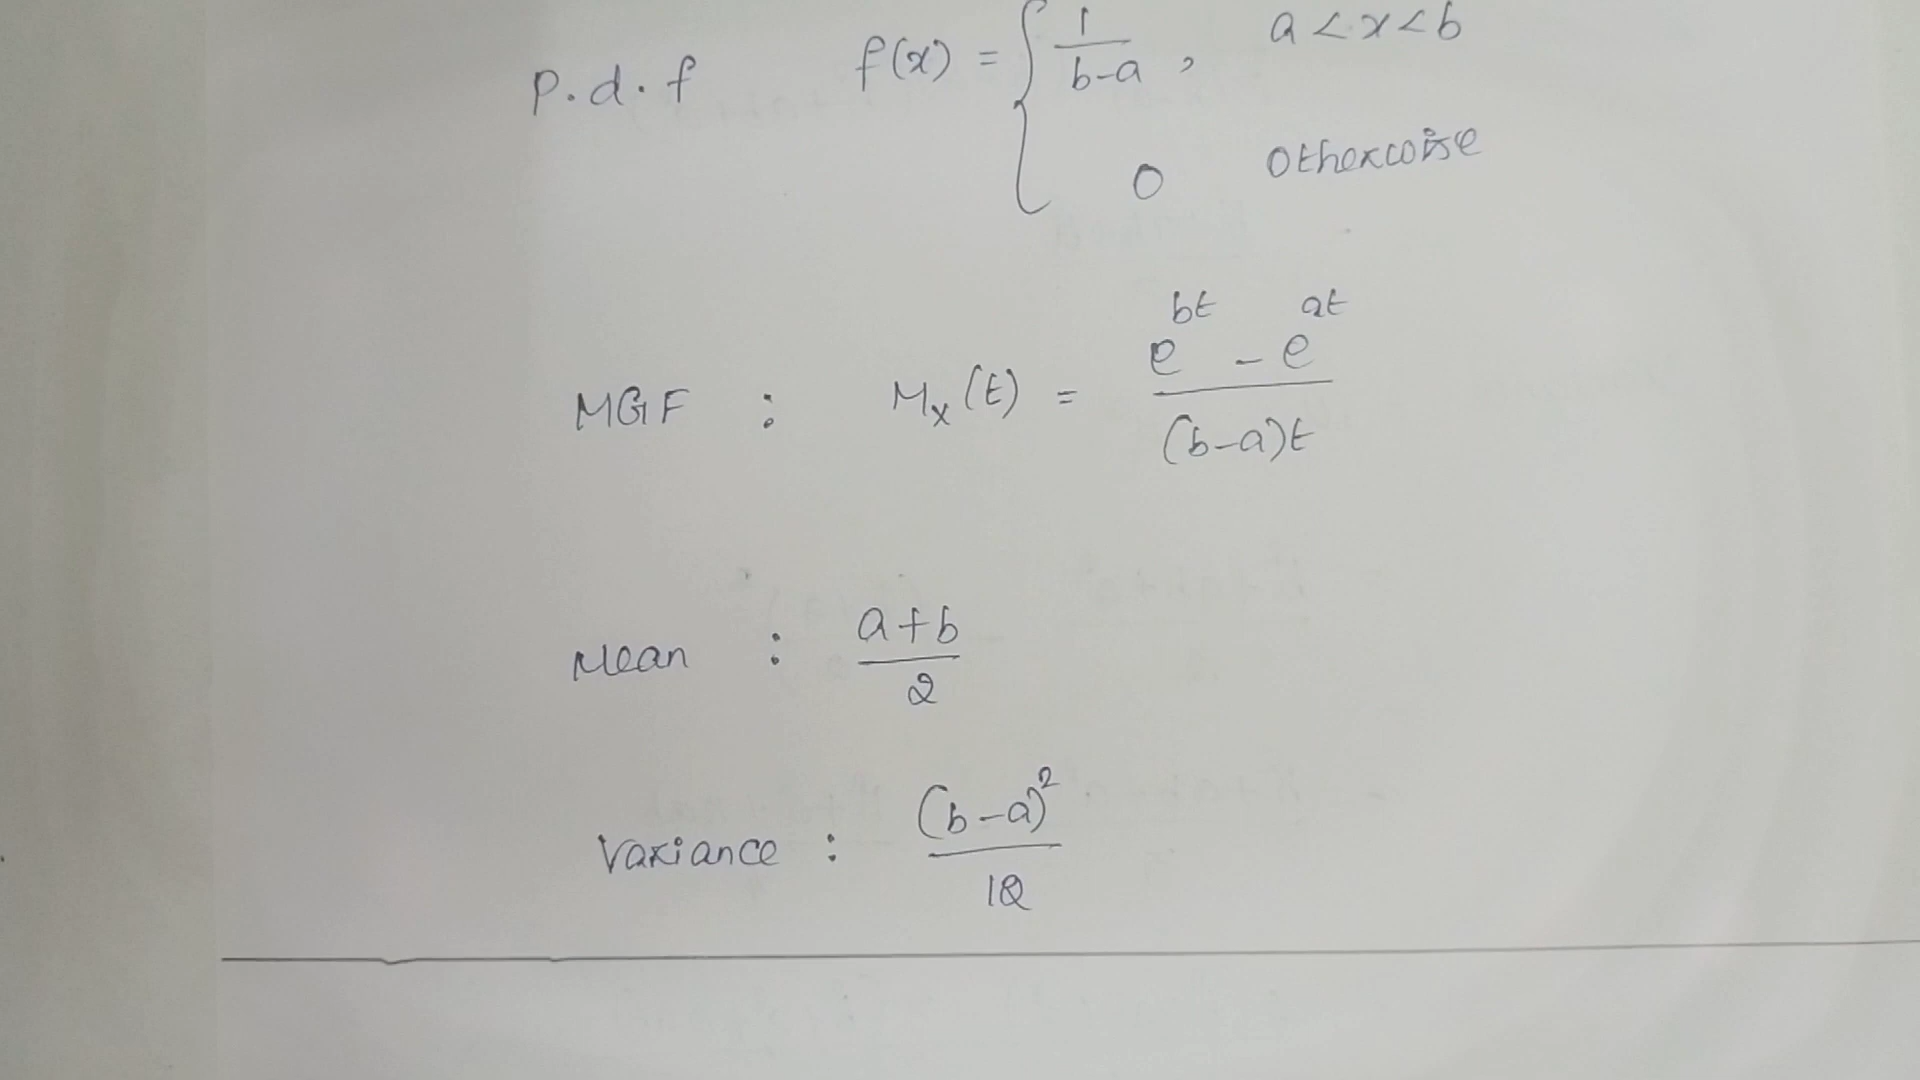 P.d.f f(x) = { 1/(b-a) , a < x < b
0 otherwise
MGF : Mx(t) = (e^bt - e^at)/((b-a)t)
Mean : (a+b)/2
Variance : (b-a)^2/12